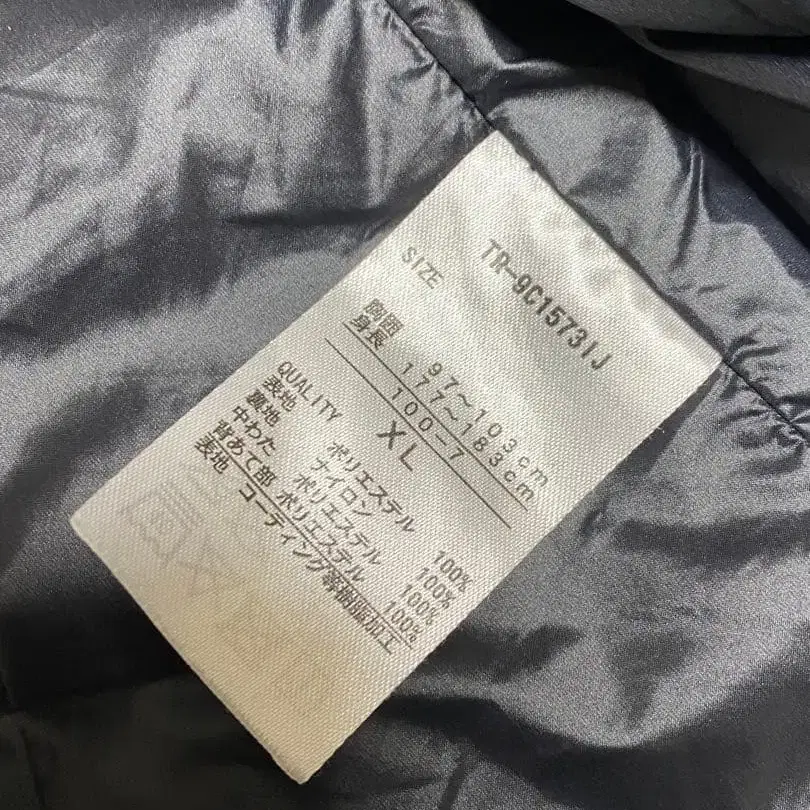 TR-9C1573IJ
SIZE
胸囲 97～103cm
身長 177～183cm
100-7
XL
QUALITY
表地 ポリエステル 100%
裏地 ナイロン 100%
中わた ポリエステル 100%
背あて部 ポリエステル 100%
表地 コーティング等樹脂加工